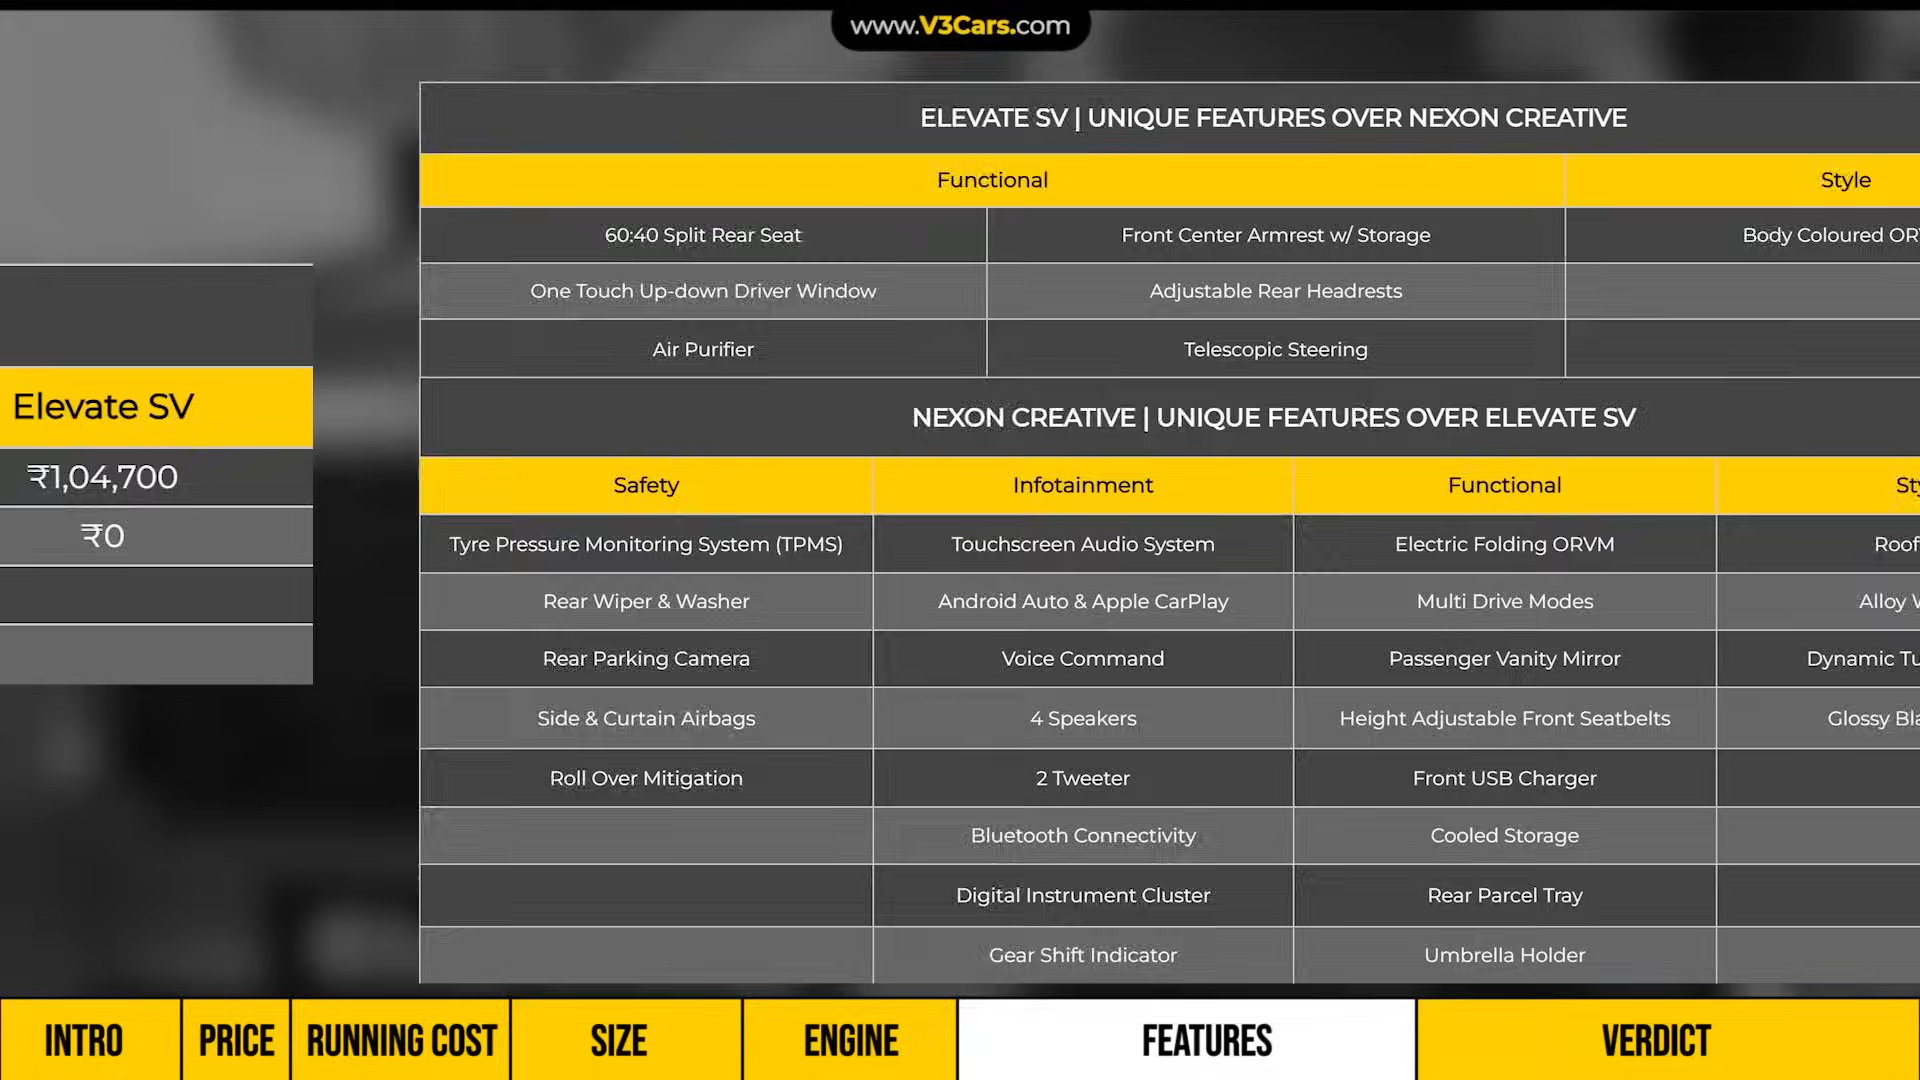 www.V3Cars.com
ELEVATE SV | UNIQUE FEATURES OVER NEXON CREATIVE
Functional Style
60:40 Split Rear Seat Front Center Armrest w/ Storage Body Coloured
One Touch Up-down Driver Window Adjustable Rear Headrests
Air Purifier Telescopic Steering
Elevate SV
₹1,04,700
₹0
NEXON CREATIVE | UNIQUE FEATURES OVER ELEVATE SV
Safety Infotainment Functional
Tyre Pressure Monitoring System (TPMS) Touchscreen Audio System Electric Folding ORVM Roof
Rear Wiper & Washer Android Auto & Apple CarPlay Multi Drive Modes Alloy
Rear Parking Camera Voice Command Passenger Vanity Mirror Dynamic
Side & Curtain Airbags 4 Speakers Height Adjustable Front Seatbelts Glossy
Roll Over Mitigation 2 Tweeter Front USB Charger
Bluetooth Connectivity Cooled Storage
Digital Instrument Cluster Rear Parcel Tray
Gear Shift Indicator Umbrella Holder
INTRO PRICE RUNNING COST SIZE ENGINE FEATURES VERDICT